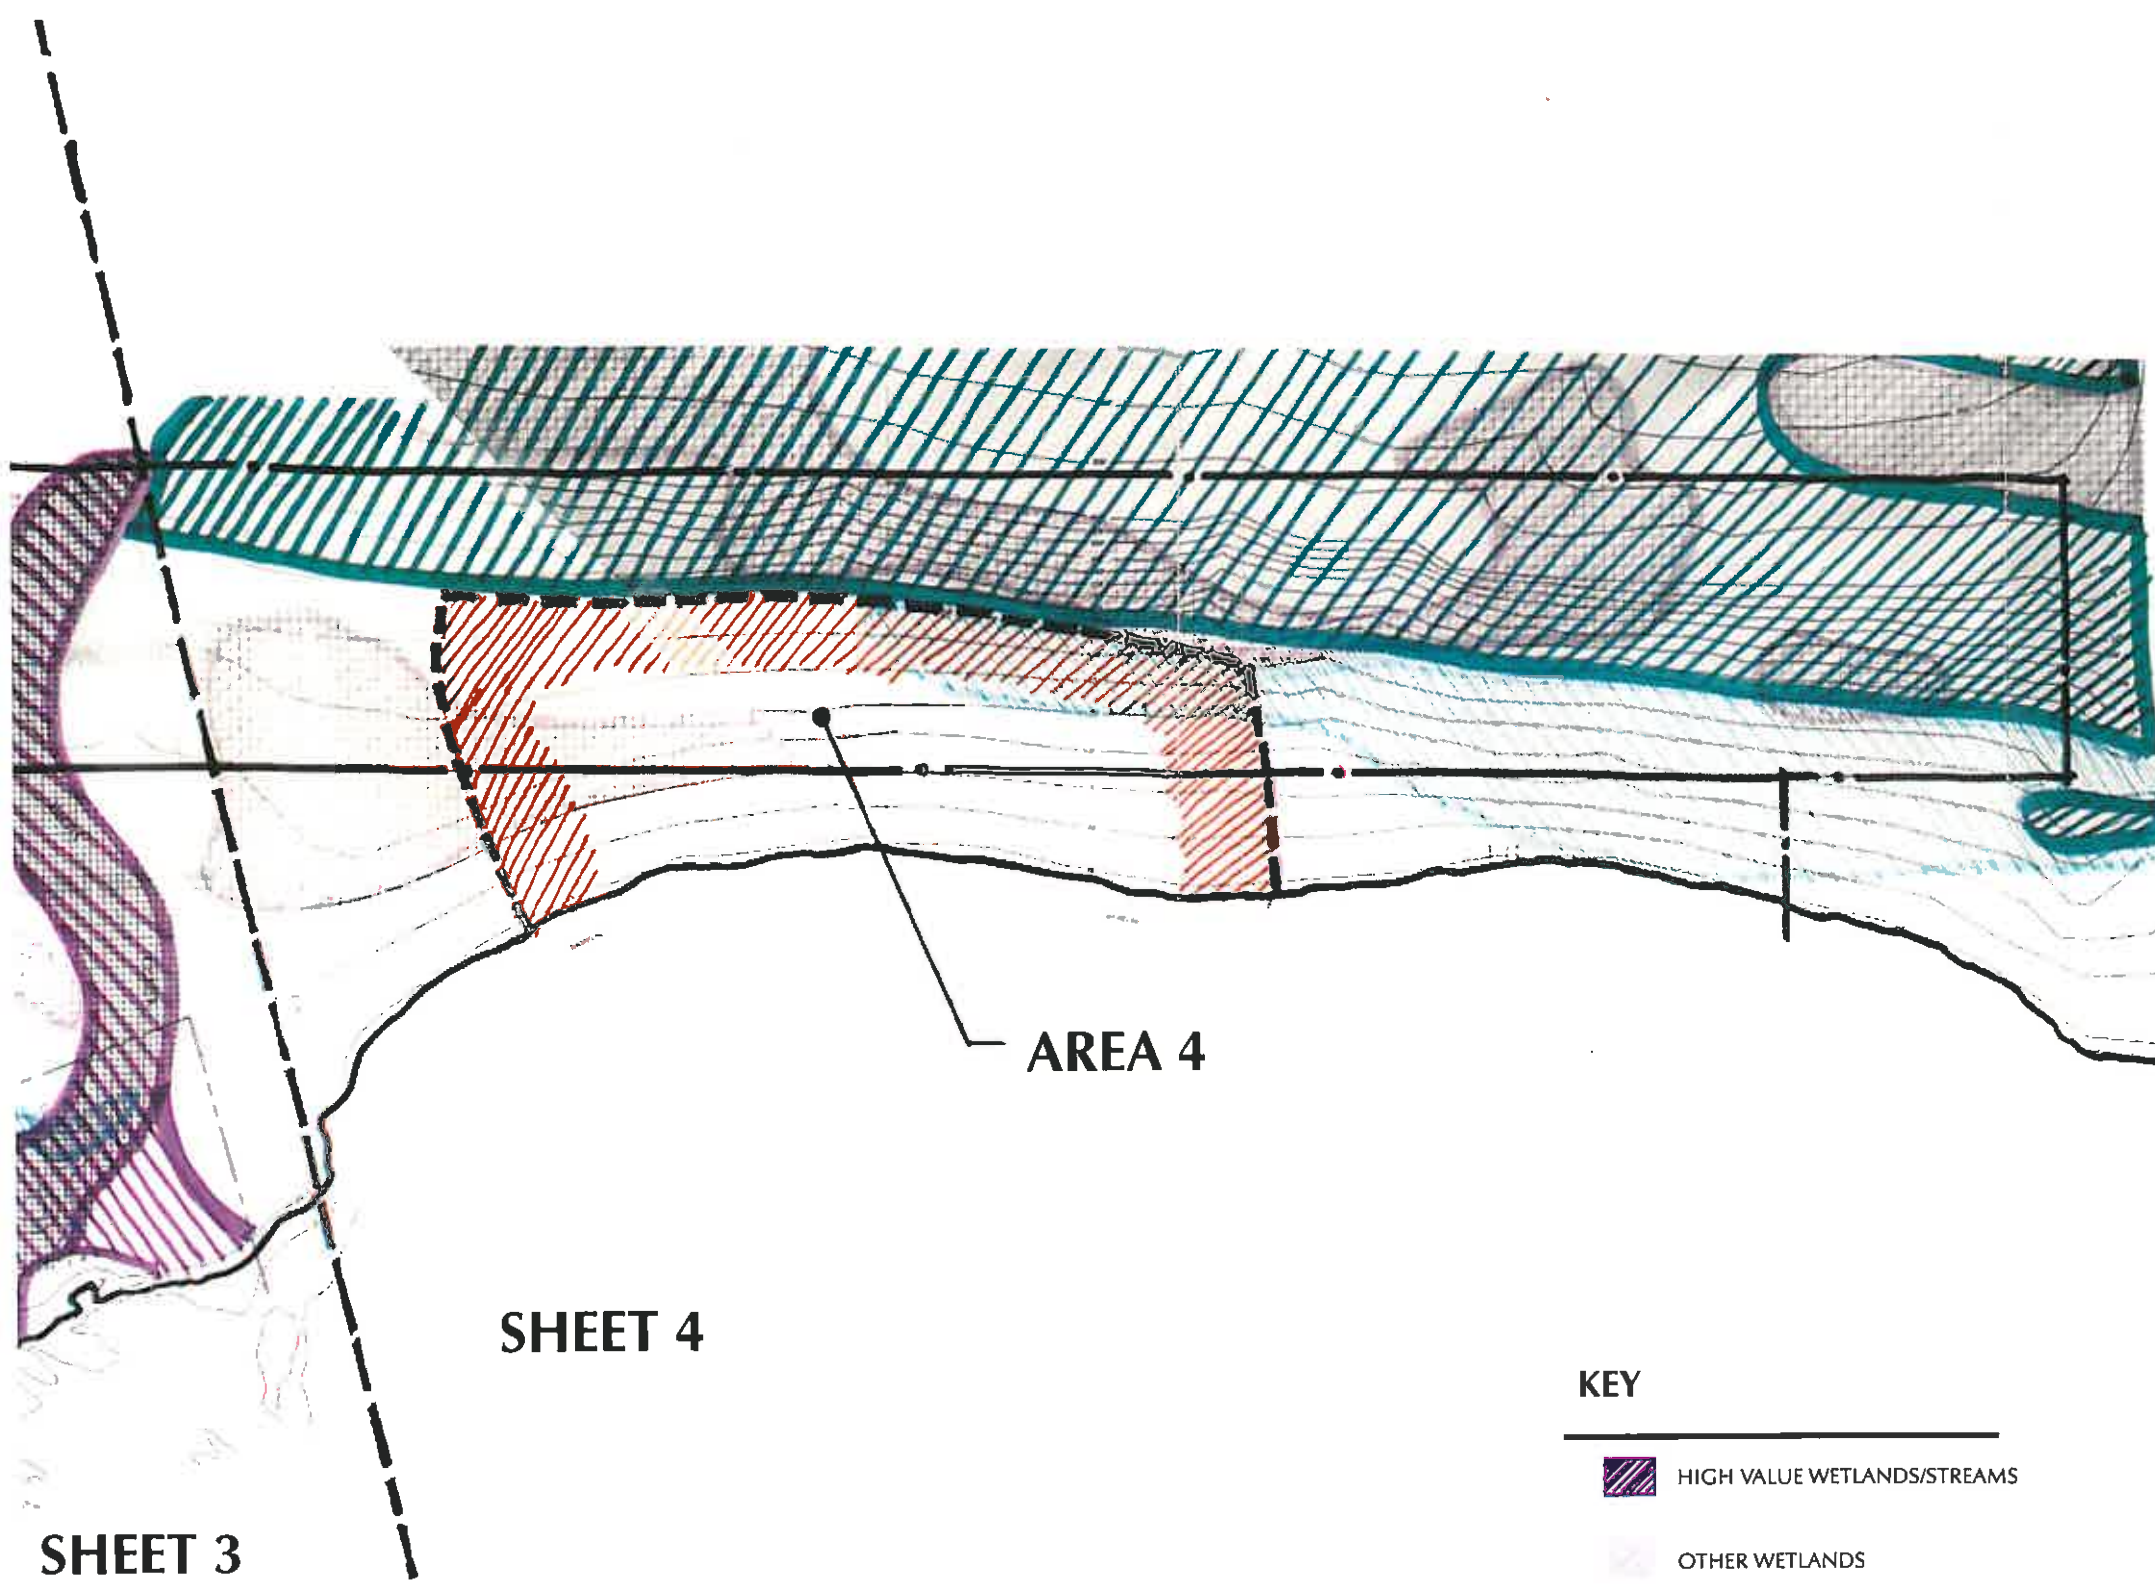 AREA 4
SHEET 4
KEY
HIGH VALUE WETLANDS/STREAMS
SHEET 3
OTHER WETLANDS